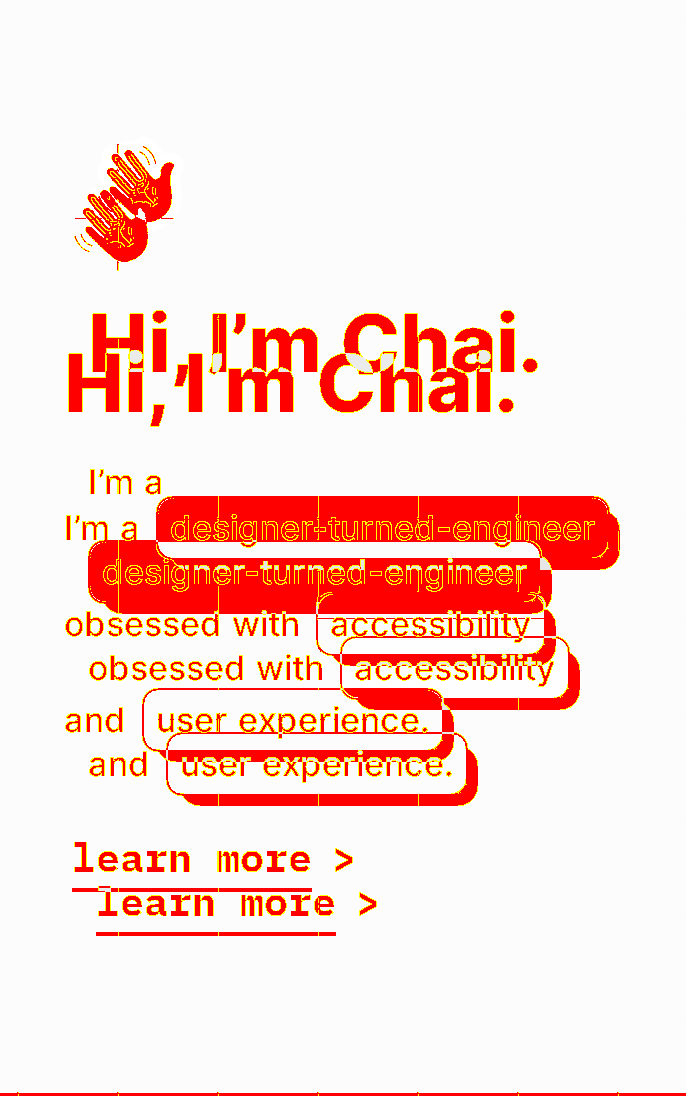 Hi, I'm Chai.
Hi, I'm Chai.
I'm a
I'm a designer-turned-engineer
designer-turned-engineer
obsessed with accessibility
obsessed with accessibility
and user experience.
and user experience.
learn more >
learn more >